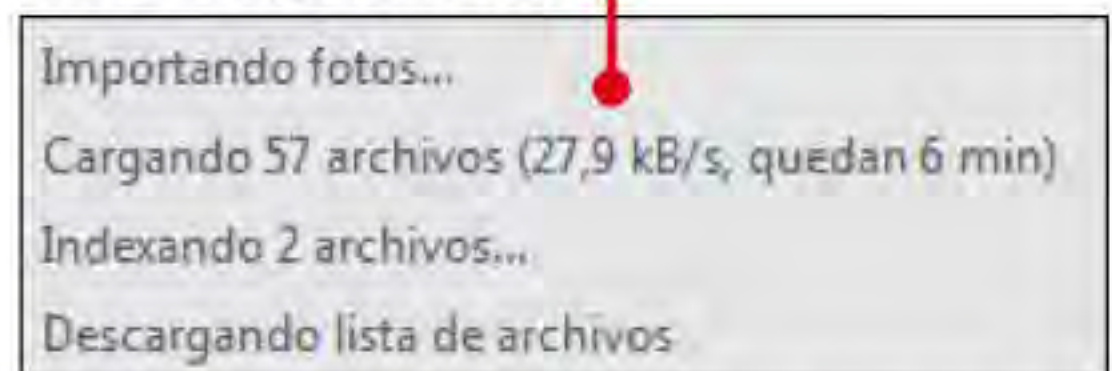 Importando fotos...
Cargando 57 archivos (27,9 kB/s, quedan 6 min)
Indexando 2 archivos...
Descargando lista de archivos